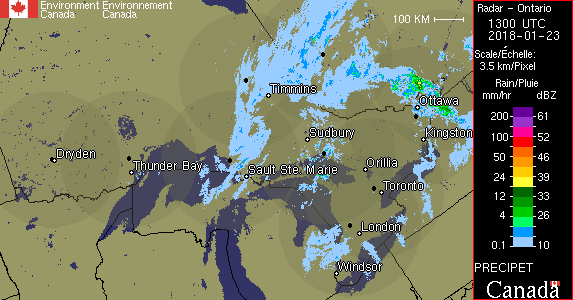 Environment Environnement
Canada Canada
100 KM
Timmins
Ottawa
Sudbury
Kingston
Dryden
Thunder Bay
Sault Ste. Marie
Orillia
Toronto
London
Windsor
Radar - Ontario
1300 UTC
2018-01-23
Scale/Échelle:
3.5 km/Pixel
Rain/Pluie
mm/hr dBZ
200 61
100 52
50 46
24 39
12 33
4 26
0.1 10
PRECIPET
Canada